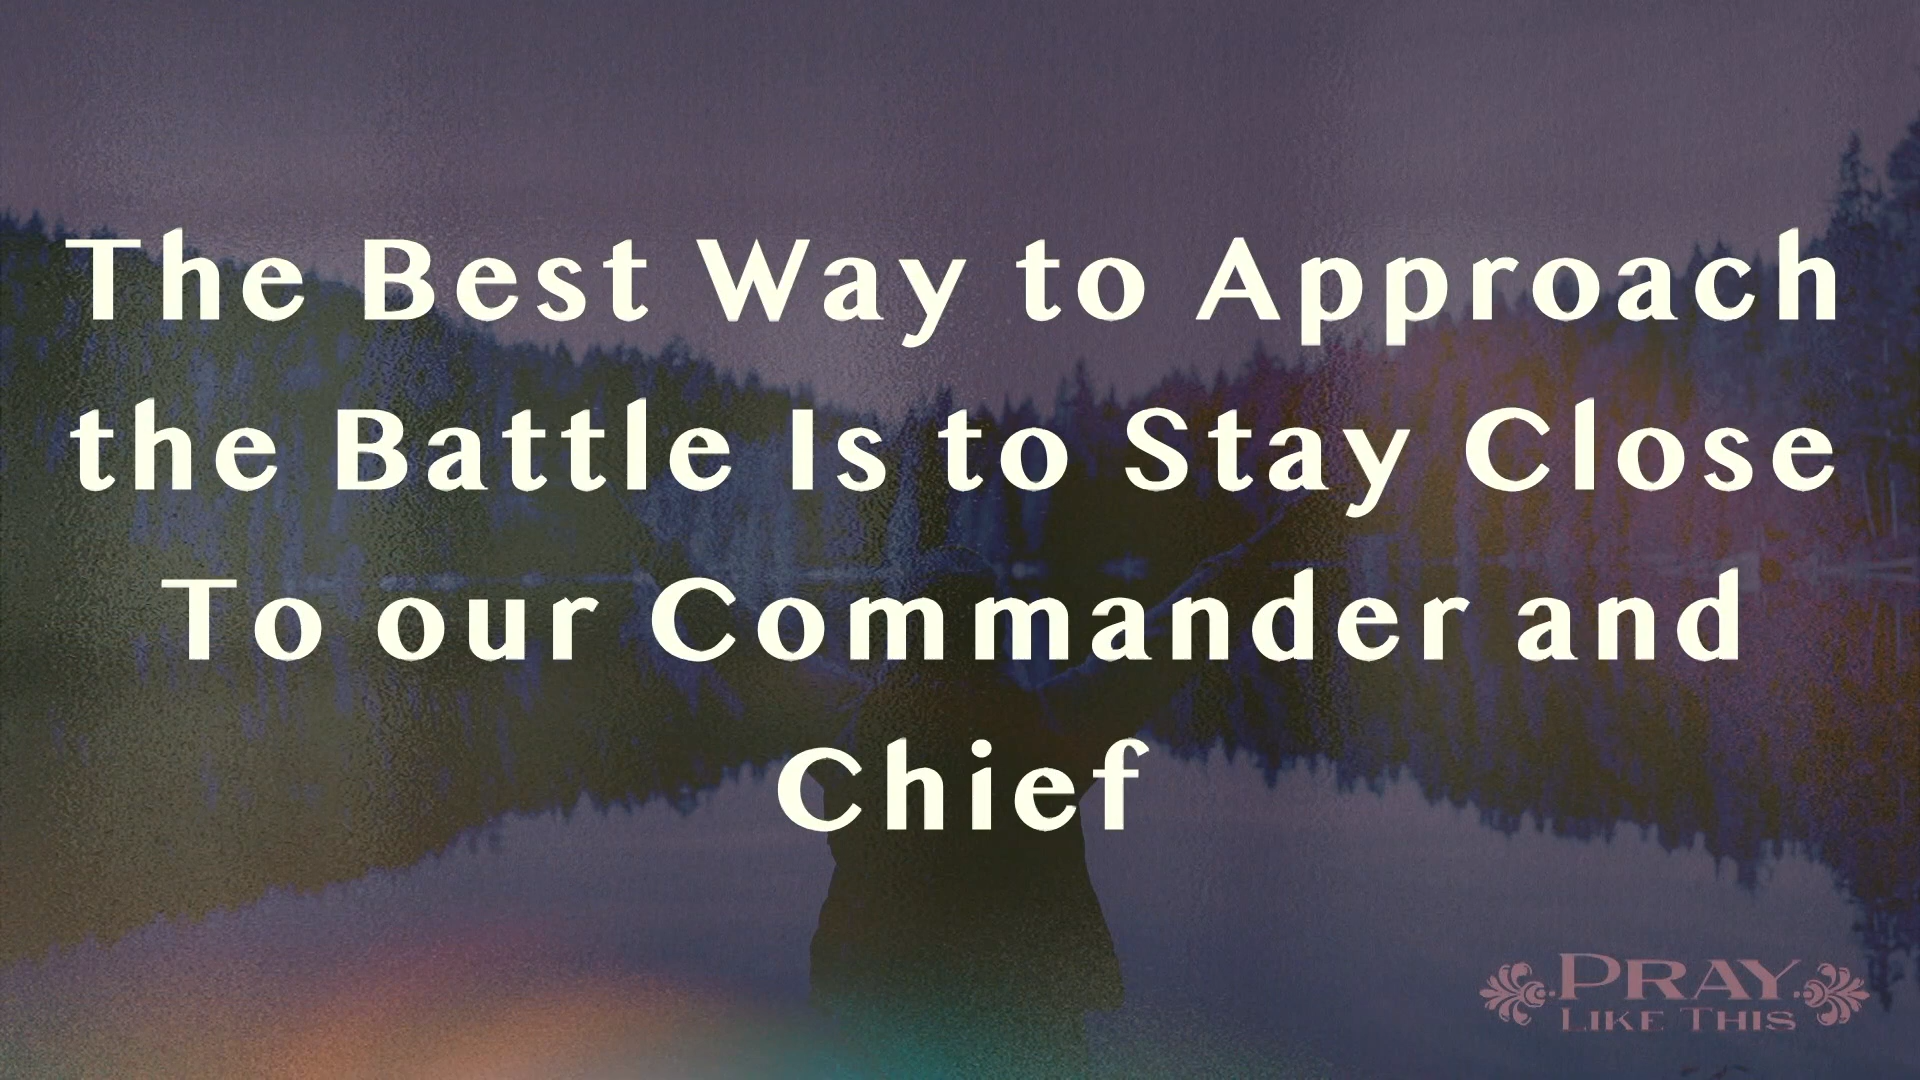 The Best Way to Approach
the Battle Is to Stay Close
To our Commander and
Chief
PRAY
LIKE THIS